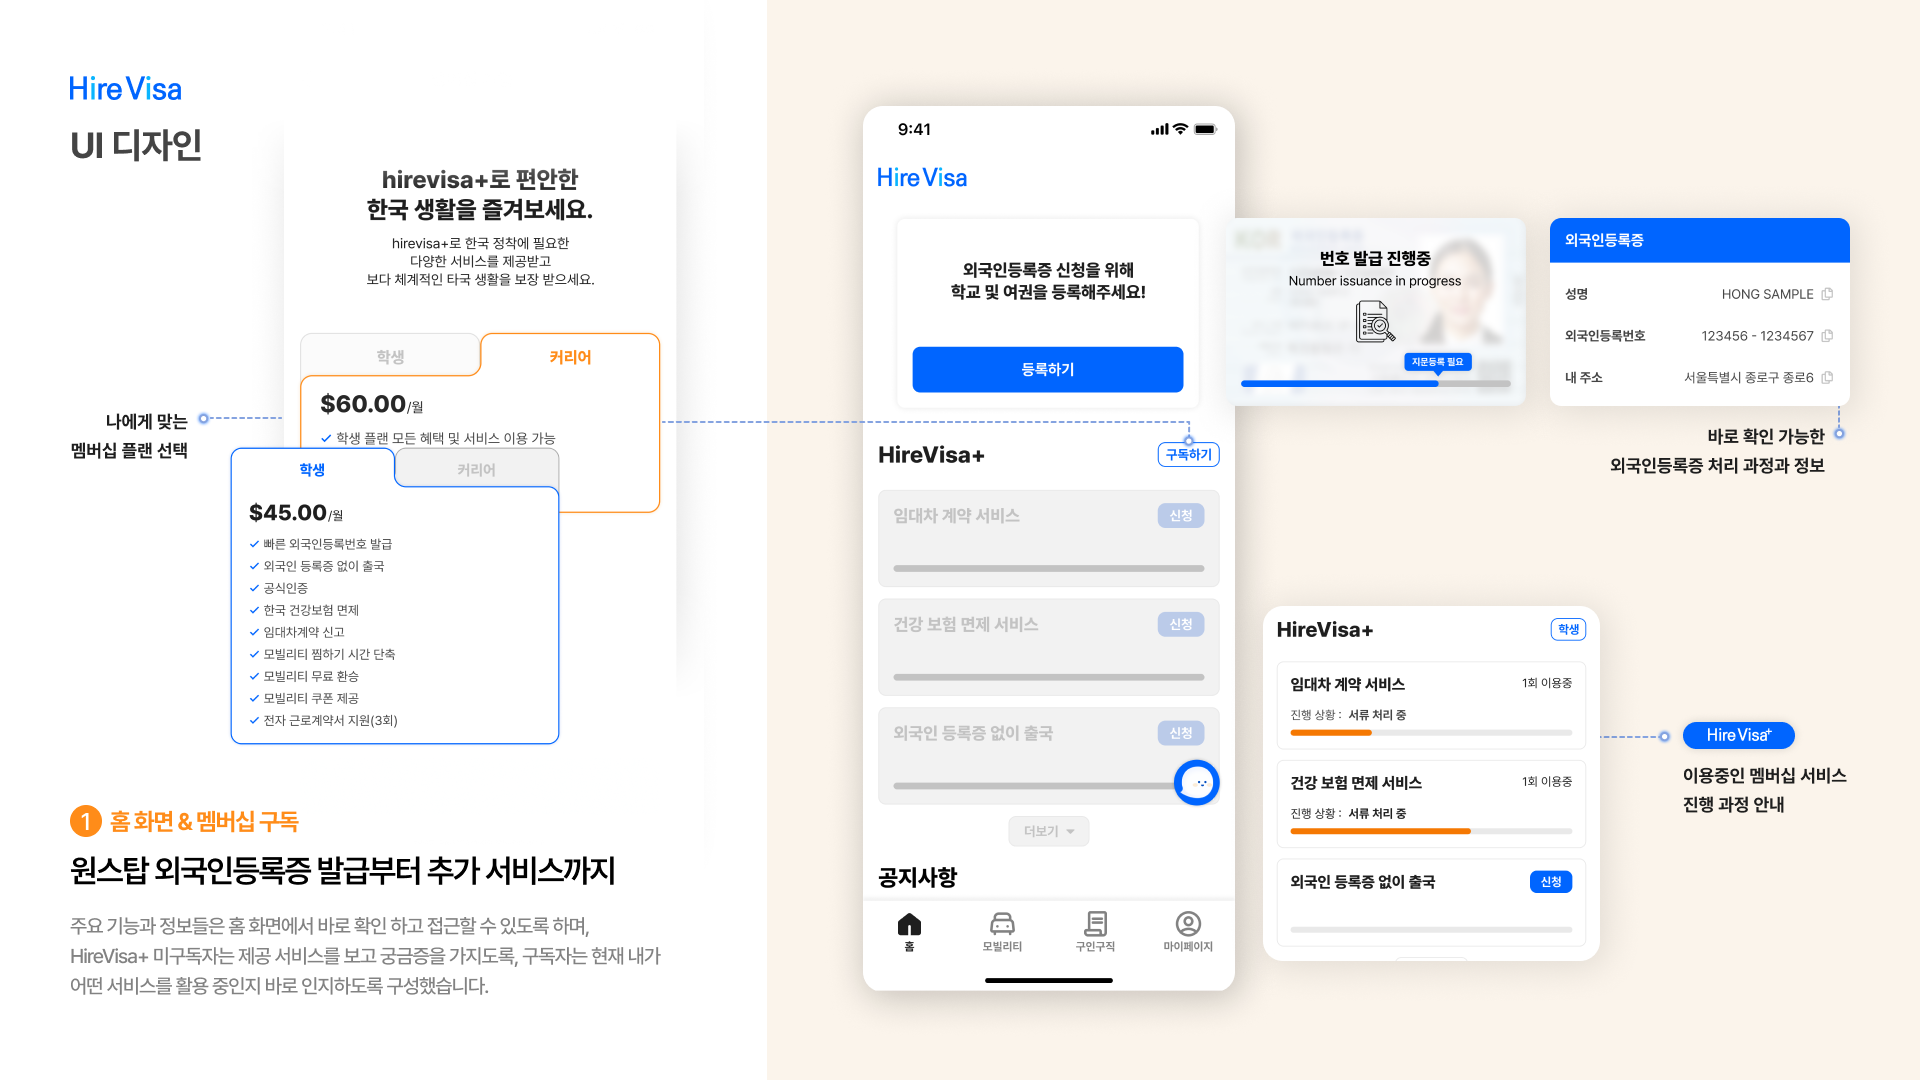 HireVisa
UI 디자인
hirevisa+로 편안한
한국 생활을 즐겨보세요.
hirevisa+로 한국 정착에 필요한
다양한 서비스를 제공받고
보다 체계적인 타국 생활을 보장 받으세요.
학생
커리어
$60.00/월
학생 플랜 모든 혜택 및 서비스 이용 가능
나에게 맞는
멤버십 플랜 선택
학생
커리어
$45.00/월
빠른 외국인등록번호 발급
외국인 등록증 없이 출국
공식인증
한국 건강보험 면제
임대차계약 신고
모빌리티 찜하기 시간 단축
모빌리티 무료 환승
모빌리티 쿠폰 제공
전자 근로계약서 지원(3회)
1 홈 화면 & 멤버십 구독
원스탑 외국인등록증 발급부터 추가 서비스까지
주요 기능과 정보들은 홈 화면에서 바로 확인 하고 접근할 수 있도록 하며,
HireVisa+ 미구독자는 제공 서비스를 보고 궁금증을 가지도록, 구독자는 현재 내가
어떤 서비스를 활용 중인지 바로 인지하도록 구성했습니다.
9:41
HireVisa
외국인등록증 신청을 위해
학교 및 여권을 등록해주세요!
등록하기
HireVisa+
구독하기
임대차 계약 서비스
신청
건강 보험 면제 서비스
신청
외국인 등록증 없이 출국
신청
더보기
공지사항
홈
모빌리티
구인구직
마이페이지
번호 발급 진행중
Number issuance in progress
지문등록 필요
외국인등록증
성명
HONG SAMPLE
외국인등록번호
123456 - 1234567
내 주소
서울특별시 종로구 종로6
바로 확인 가능한
외국인등록증 처리 과정과 정보
HireVisa+
학생
임대차 계약 서비스
1회 이용중
진행 상황 : 서류 처리 중
건강 보험 면제 서비스
1회 이용중
진행 상황 : 서류 처리 중
외국인 등록증 없이 출국
신청
HireVisa+
이용중인 멤버십 서비스
진행 과정 안내